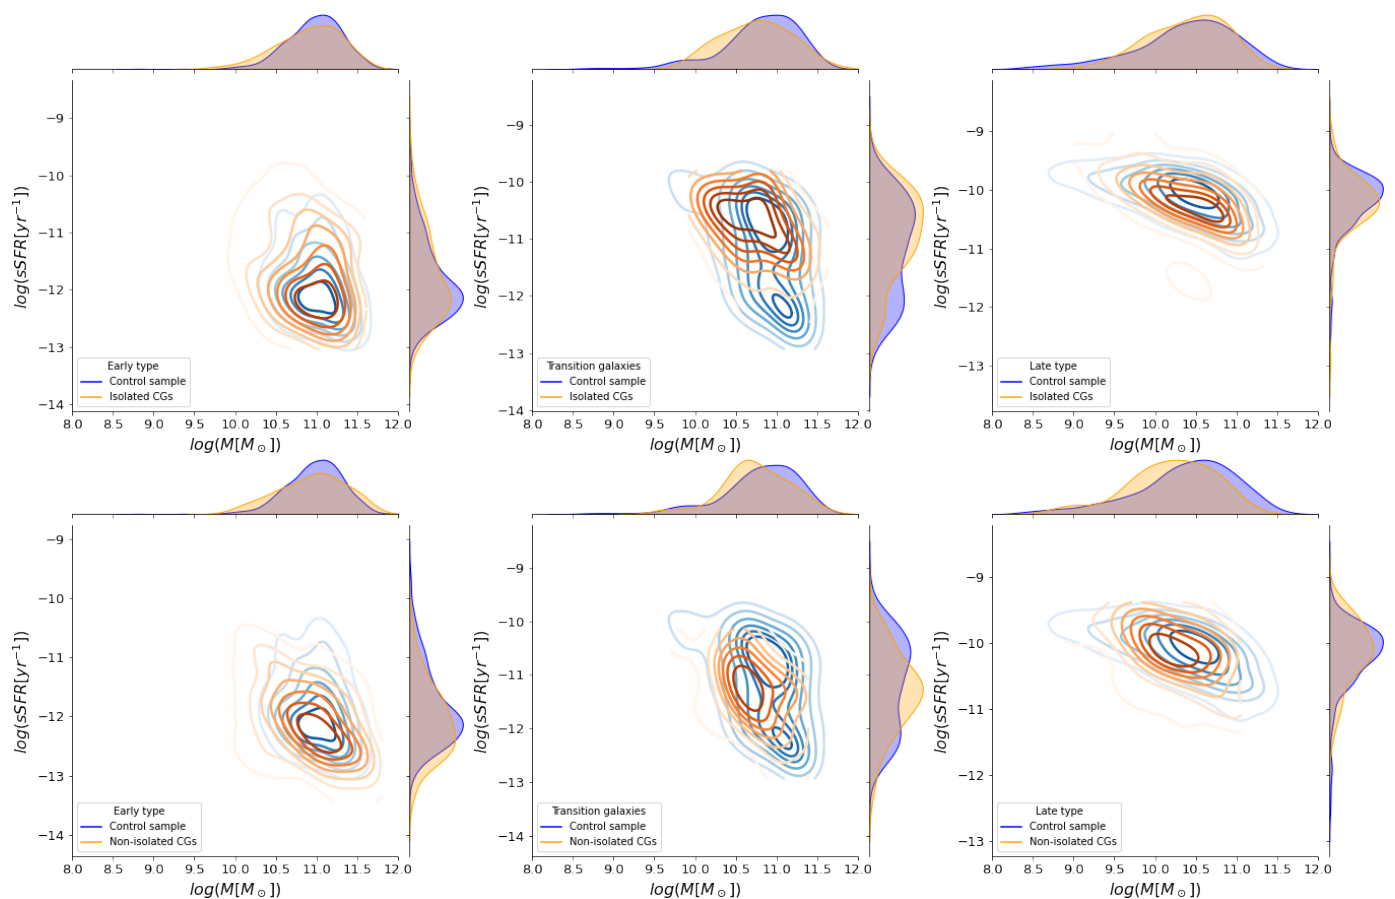 −9
−10
−11
−12
−13
−14
log(sSFR[yr⁻¹])
8.0 8.5 9.0 9.5 10.0 10.5 11.0 11.5 12.0
log(M[M⊙])
Early type
Control sample
Isolated CGs
−9
−10
−11
−12
−13
−14
log(sSFR[yr⁻¹])
8.0 8.5 9.0 9.5 10.0 10.5 11.0 11.5 12.0
log(M[M⊙])
Transition galaxies
Control sample
Isolated CGs
−9
−10
−11
−12
−13
log(sSFR[yr⁻¹])
8.0 8.5 9.0 9.5 10.0 10.5 11.0 11.5 12.0
log(M[M⊙])
Late type
Control sample
Isolated CGs
−9
−10
−11
−12
−13
−14
log(sSFR[yr⁻¹])
8.0 8.5 9.0 9.5 10.0 10.5 11.0 11.5 12.0
log(M[M⊙])
Early type
Control sample
Non-isolated CGs
−9
−10
−11
−12
−13
−14
log(sSFR[yr⁻¹])
8.0 8.5 9.0 9.5 10.0 10.5 11.0 11.5 12.0
log(M[M⊙])
Transition galaxies
Control sample
Non-isolated CGs
−9
−10
−11
−12
−13
log(sSFR[yr⁻¹])
8.0 8.5 9.0 9.5 10.0 10.5 11.0 11.5 12.0
log(M[M⊙])
Late type
Control sample
Non-isolated CGs